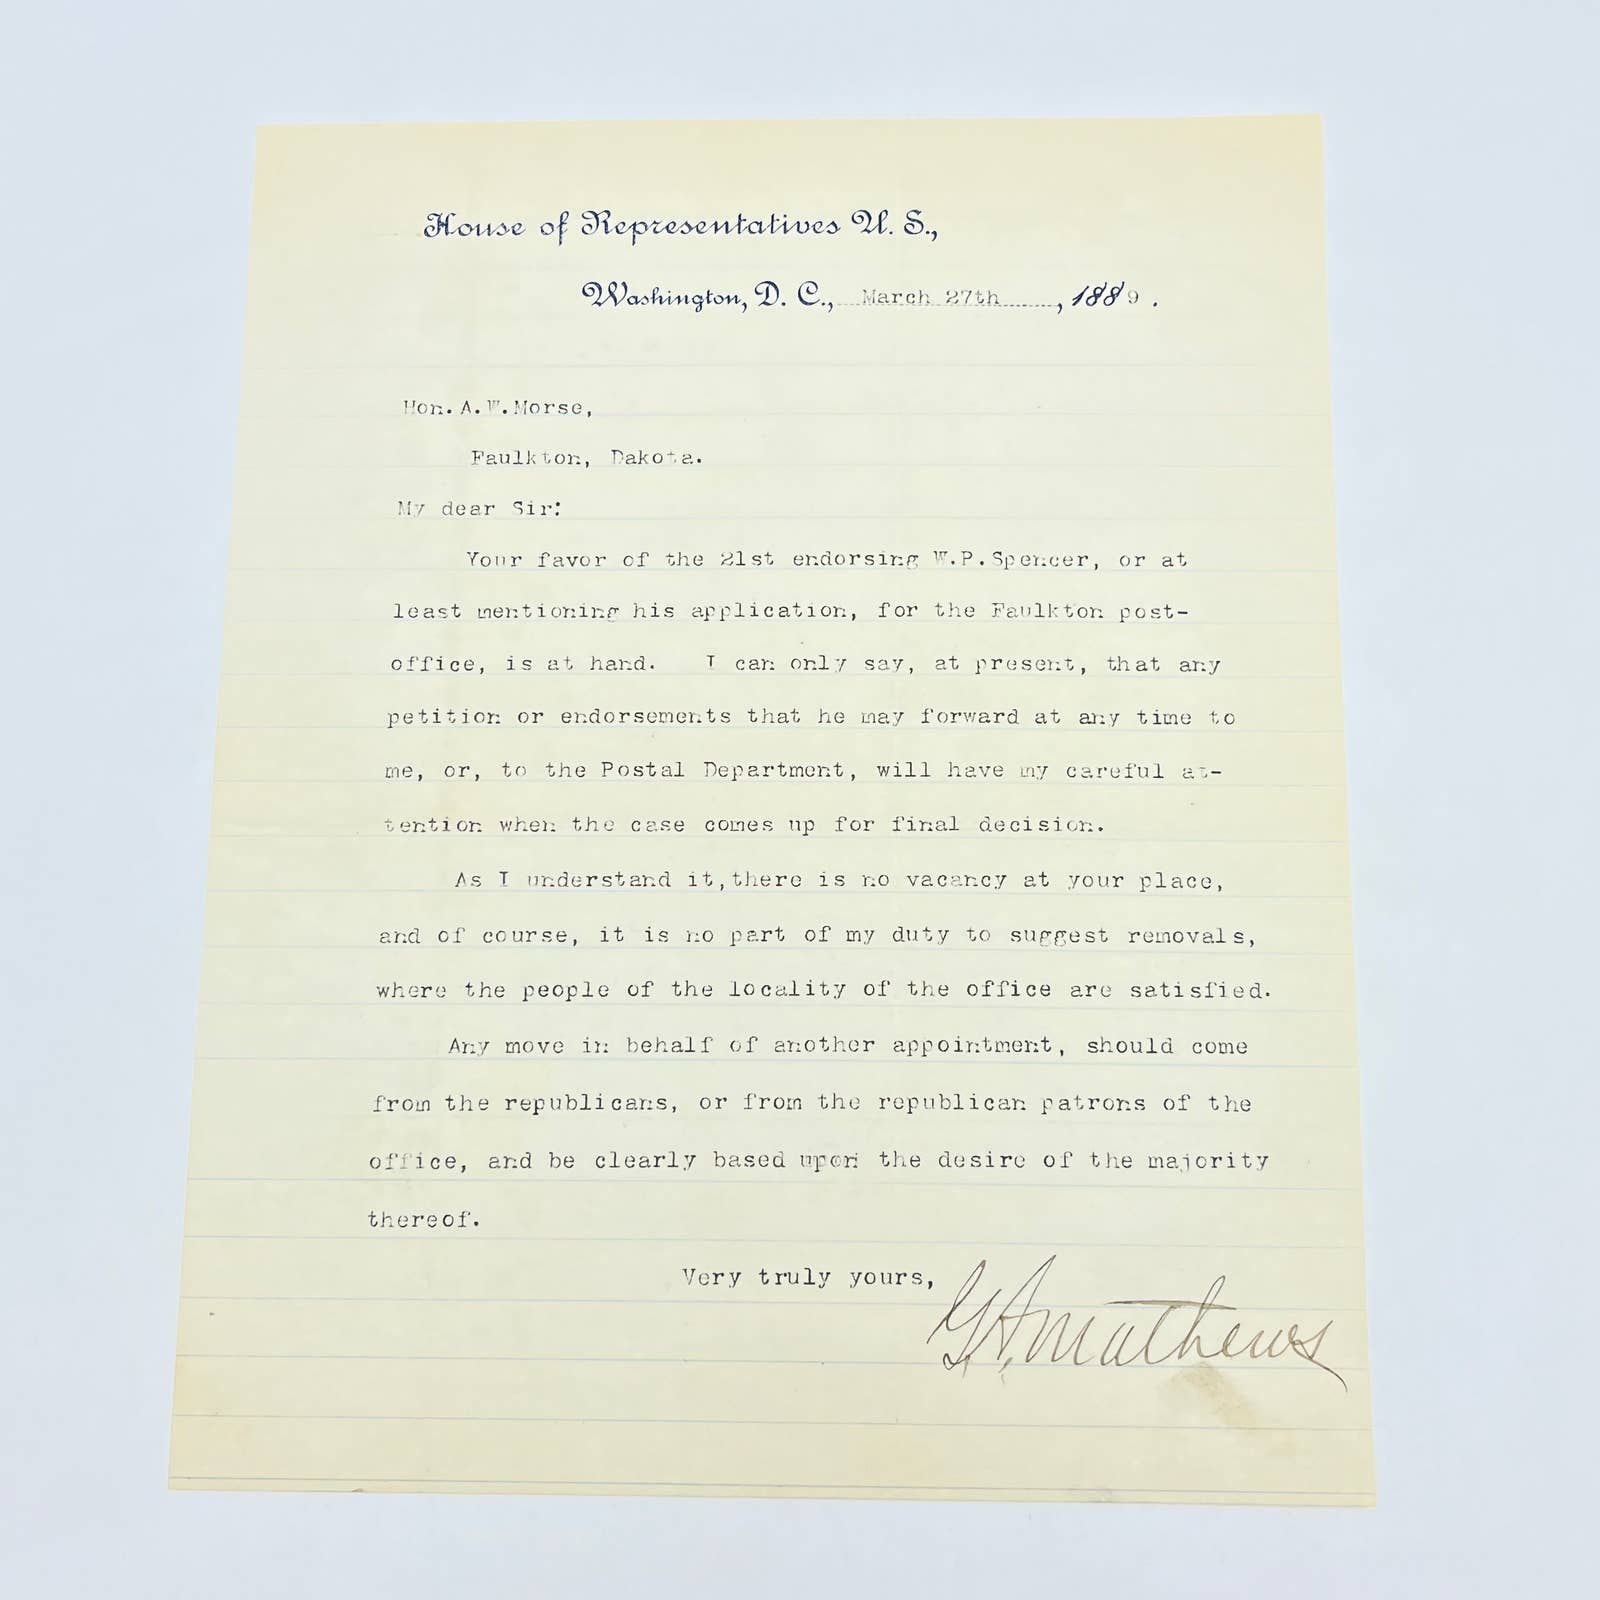 House of Representatives U. S.,
Washington, D. C., March 27th, 1889.
Hon. A.W.Morse,
Faulkton, Dakota.
My dear Sir:
Your favor of the 21st endorsing W.P.Spencer, or at
least mentioning his application, for the Faulkton post-
office, is at hand. I can only say, at present, that any
petition or endorsements that he may forward at any time to
me, or, to the Postal Department, will have my careful at-
tention when the case comes up for final decision.
As I understand it,there is no vacancy at your place,
and of course, it is no part of my duty to suggest removals,
where the people of the locality of the office are satisfied.
Any move in behalf of another appointment, should come
from the republicans, or from the republican patrons of the
office, and be clearly based upon the desire of the majority
thereof.
Very truly yours,
G.A. Mathews